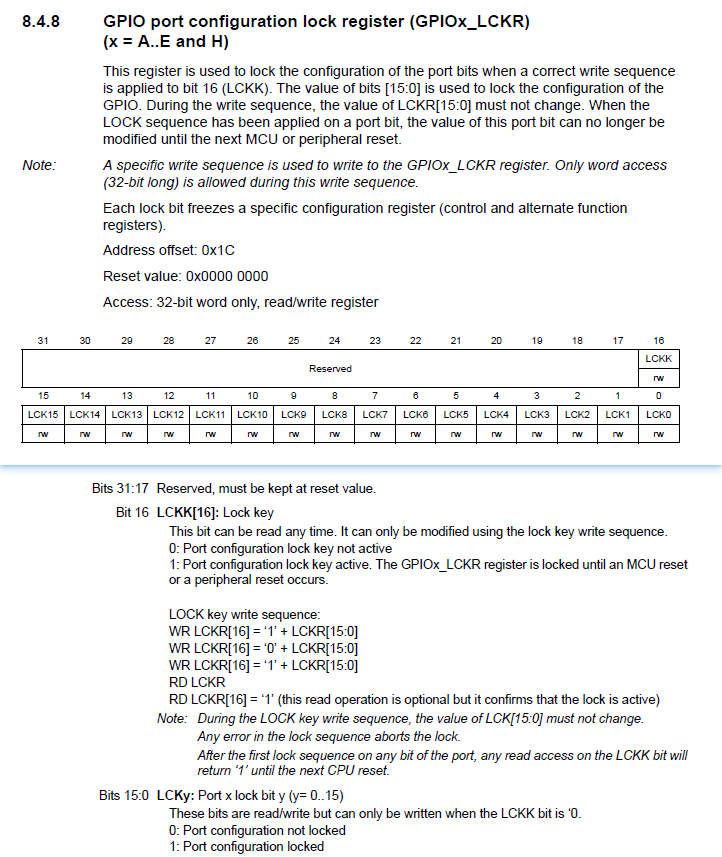 8.4.8 GPIO port configuration lock register (GPIOx_LCKR)
(x = A..E and H)
This register is used to lock the configuration of the port bits when a correct write sequence
is applied to bit 16 (LCKK). The value of bits [15:0] is used to lock the configuration of the
GPIO. During the write sequence, the value of LCKR[15:0] must not change. When the
LOCK sequence has been applied on a port bit, the value of this port bit can no longer be
modified until the next MCU or peripheral reset.
Note: A specific write sequence is used to write to the GPIOx_LCKR register. Only word access
(32-bit long) is allowed during this write sequence.
Each lock bit freezes a specific configuration register (control and alternate function
registers).
Address offset: 0x1C
Reset value: 0x0000 0000
Access: 32-bit word only, read/write register
31 30 29 28 27 26 25 24 23 22 21 20 19 18 17 16
Reserved LCKK
rw
15 14 13 12 11 10 9 8 7 6 5 4 3 2 1 0
LCK15 LCK14 LCK13 LCK12 LCK11 LCK10 LCK9 LCK8 LCK7 LCK6 LCK5 LCK4 LCK3 LCK2 LCK1 LCK0
rw rw rw rw rw rw rw rw rw rw rw rw rw rw rw rw
Bits 31:17 Reserved, must be kept at reset value.
Bit 16 LCKK[16]: Lock key
This bit can be read any time. It can only be modified using the lock key write sequence.
0: Port configuration lock key not active
1: Port configuration lock key active. The GPIOx_LCKR register is locked until an MCU reset
or a peripheral reset occurs.
LOCK key write sequence:
WR LCKR[16] = ‘1’ + LCKR[15:0]
WR LCKR[16] = ‘0’ + LCKR[15:0]
WR LCKR[16] = ‘1’ + LCKR[15:0]
RD LCKR
RD LCKR[16] = ‘1’ (this read operation is optional but it confirms that the lock is active)
Note: During the LOCK key write sequence, the value of LCK[15:0] must not change.
Any error in the lock sequence aborts the lock.
After the first lock sequence on any bit of the port, any read access on the LCKK bit will
return ‘1’ until the next CPU reset.
Bits 15:0 LCKy: Port x lock bit y (y= 0..15)
These bits are read/write but can only be written when the LCKK bit is ‘0.
0: Port configuration not locked
1: Port configuration locked